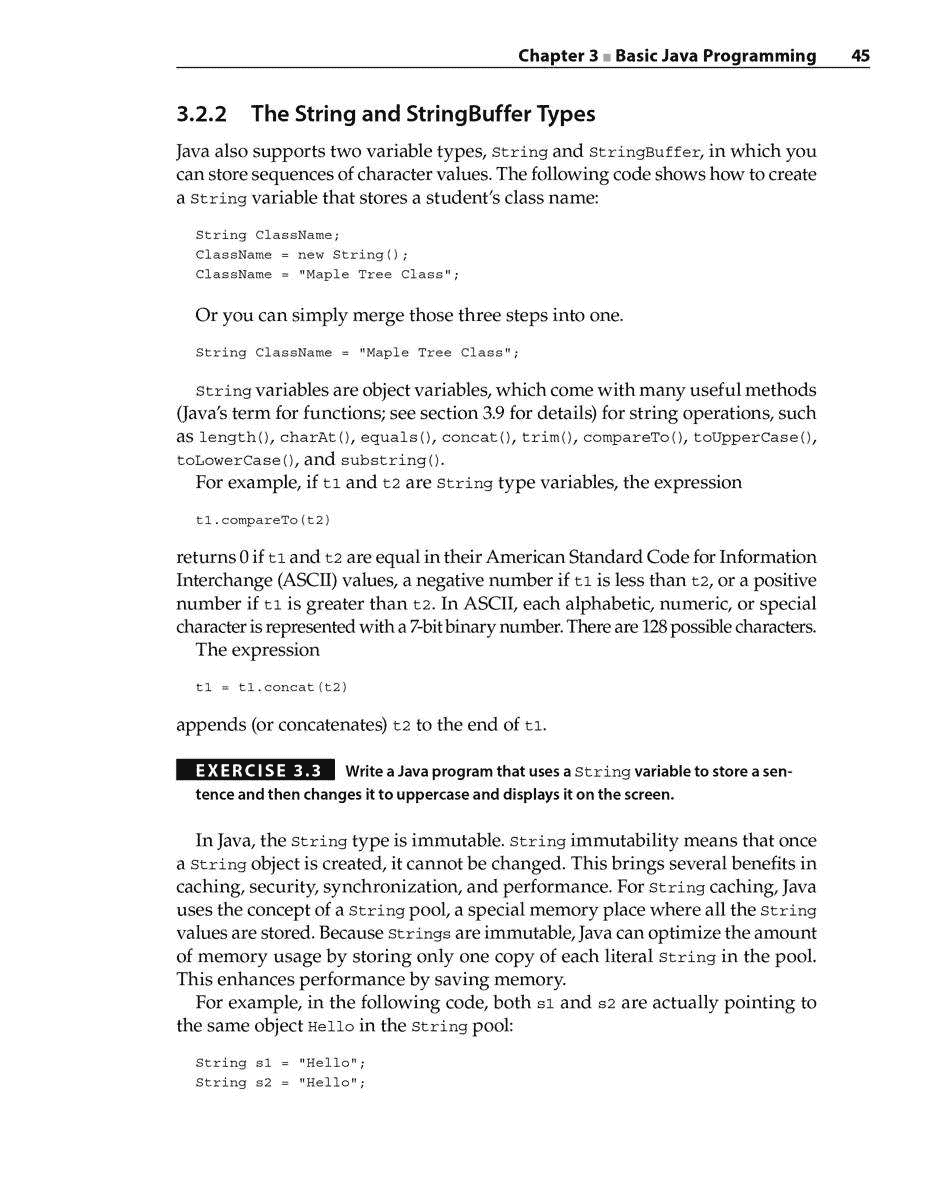 Chapter 3 ■ Basic Java Programming 45
3.2.2 The String and StringBuffer Types
Java also supports two variable types, String and StringBuffer, in which you
can store sequences of character values. The following code shows how to create
a String variable that stores a student’s class name:
String ClassName;
ClassName = new String();
ClassName = "Maple Tree Class";
Or you can simply merge those three steps into one.
String ClassName = "Maple Tree Class";
String variables are object variables, which come with many useful methods
(Java’s term for functions; see section 3.9 for details) for string operations, such
as length(), charAt(), equals(), concat(), trim(), compareTo(), toUpperCase(),
toLowerCase(), and substring().
For example, if t1 and t2 are String type variables, the expression
t1.compareTo(t2)
returns 0 if t1 and t2 are equal in their American Standard Code for Information
Interchange (ASCII) values, a negative number if t1 is less than t2, or a positive
number if t1 is greater than t2. In ASCII, each alphabetic, numeric, or special
character is represented with a 7-bit binary number. There are 128 possible characters.
The expression
t1 = t1.concat(t2)
appends (or concatenates) t2 to the end of t1.
EXERCISE 3.3 Write a Java program that uses a String variable to store a sen-
tence and then changes it to uppercase and displays it on the screen.
In Java, the String type is immutable. String immutability means that once
a String object is created, it cannot be changed. This brings several benefits in
caching, security, synchronization, and performance. For String caching, Java
uses the concept of a String pool, a special memory place where all the String
values are stored. Because Strings are immutable, Java can optimize the amount
of memory usage by storing only one copy of each literal String in the pool.
This enhances performance by saving memory.
For example, in the following code, both s1 and s2 are actually pointing to
the same object Hello in the String pool:
String s1 = "Hello";
String s2 = "Hello";